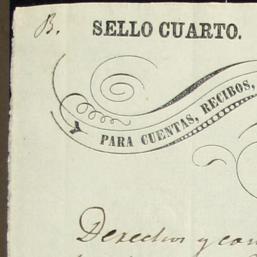 B. SELLO CUARTO.
Y PARA CUENTAS, RECIBOS,
Derechos y con